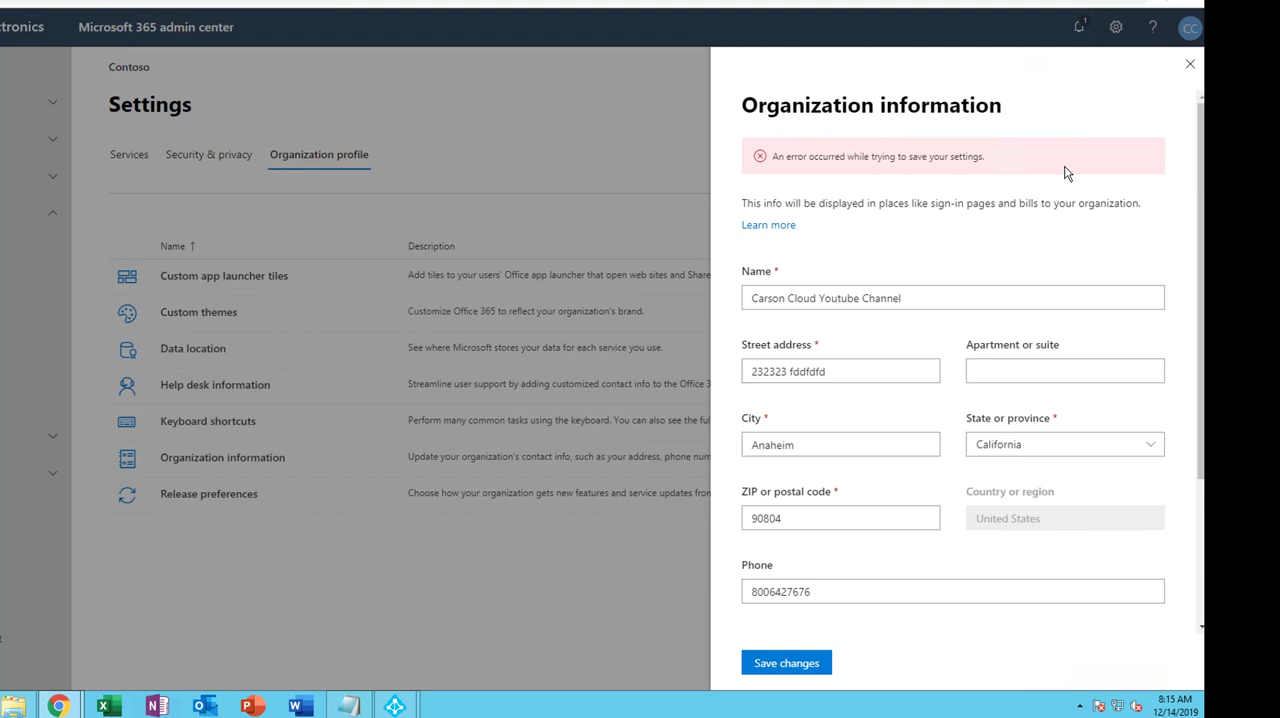 ctronics Microsoft 365 admin center 1 ? CC
Contoso
Settings
Services Security & privacy Organization profile
Name ↑ Description
Custom app launcher tiles Add tiles to your users' Office app launcher that open web sites and Share
Custom themes Customize Office 365 to reflect your organization's brand.
Data location See where Microsoft stores your data for each service you use.
Help desk information Streamline user support by adding customized contact info to the Office 3
Keyboard shortcuts Perform many common tasks using the keyboard. You can also see the full
Organization information Update your organization's contact info, such as your address, phone num
Release preferences Choose how your organization gets new features and service updates from
Organization information
An error occurred while trying to save your settings.
This info will be displayed in places like sign-in pages and bills to your organization.
Learn more
Name *
Carson Cloud Youtube Channel
Street address * Apartment or suite
232323 fddfdfd
City * State or province *
Anaheim California
ZIP or postal code * Country or region
90804 United States
Phone
8006427676
Save changes
8:15 AM
12/14/2019